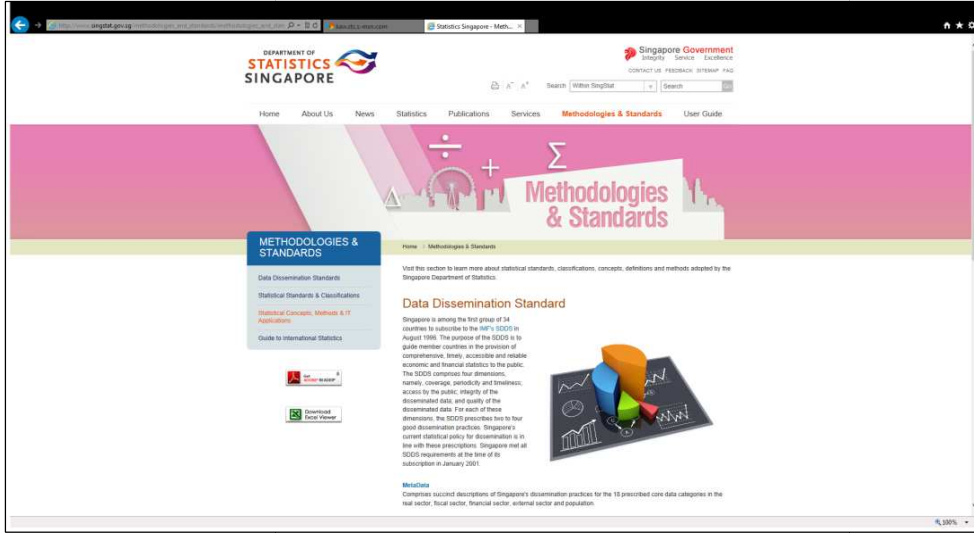 www.singstat.gov.sg
Statistics Singapore - Meth...
DEPARTMENT OF
STATISTICS
SINGAPORE
Singapore Government
Integrity Service Excellence
CONTACT US FEEDBACK SITEMAP FAQ
A- A+ Search Within SingStat Search
Home About Us News Statistics Publications Services Methodologies & Standards User Guide
÷ + Σ Δ
Methodologies
& Standards
METHODOLOGIES &
STANDARDS
Data Dissemination Standards
Statistical Standards & Classifications
Statistical Concepts, Methods & IT
Applications
Guide to International Statistics
Get
ADOBE READER
Download
Excel Viewer
Home Methodologies & Standards
Visit this section to learn more about statistical standards, classifications, concepts, definitions and methods adopted by the
Singapore Department of Statistics.
Data Dissemination Standard
Singapore is among the first group of 34
countries to subscribe to the IMF's SDDS in
August 1996. The purpose of the SDDS is to
guide member countries in the provision of
comprehensive, timely, accessible and reliable
economic and financial statistics to the public.
The SDDS comprises four dimensions,
namely, coverage, periodicity and timeliness;
access by the public; integrity of the
disseminated data; and quality of the
disseminated data. For each of these
dimensions, the SDDS prescribes two to four
good dissemination practices. Singapore's
current statistical policy for dissemination is in
line with these prescriptions. Singapore met all
SDDS requirements at the time of its
subscription in January 2001.
MetaData
Comprises succinct descriptions of Singapore's dissemination practices for the 18 prescribed core data categories in the
real sector, fiscal sector, financial sector, external sector and population.
100%